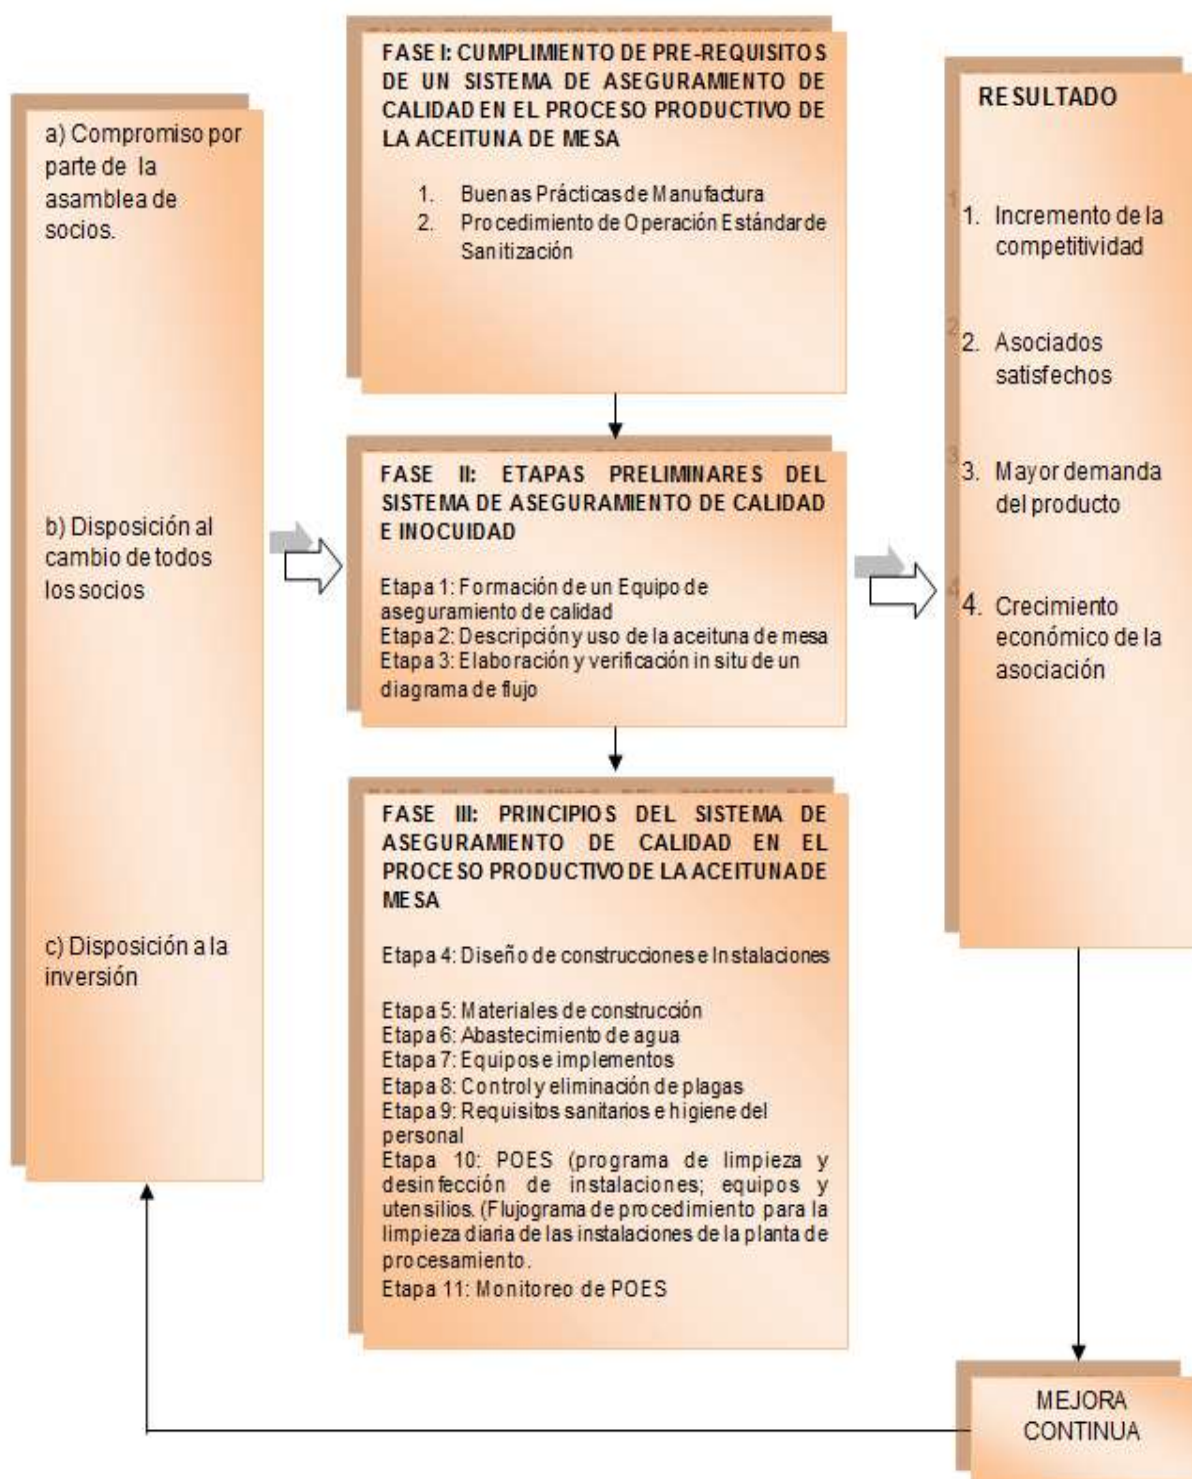 a) Compromiso por
parte de la
asamblea de
socios.
b) Disposición al
cambio de todos
los socios
c) Disposición a la
inversión
FASE I: CUMPLIMIENTO DE PRE-REQUISITOS
DE UN SISTEMA DE ASEGURAMIENTO DE
CALIDAD EN EL PROCESO PRODUCTIVO DE
LA ACEITUNA DE MESA
1. Buenas Prácticas de Manufactura
2. Procedimiento de Operación Estándar de
Sanitización
FASE II: ETAPAS PRELIMINARES DEL
SISTEMA DE ASEGURAMIENTO DE CALIDAD
E INOCUIDAD
Etapa 1: Formación de un Equipo de
aseguramiento de calidad
Etapa 2: Descripción y uso de la aceituna de mesa
Etapa 3: Elaboración y verificación in situ de un
diagrama de flujo
FASE III: PRINCIPIOS DEL SISTEMA DE
ASEGURAMIENTO DE CALIDAD EN EL
PROCESO PRODUCTIVO DE LA ACEITUNA DE
MESA
Etapa 4: Diseño de construcciones e Instalaciones
Etapa 5: Materiales de construcción
Etapa 6: Abastecimiento de agua
Etapa 7: Equipos e implementos
Etapa 8: Control y eliminación de plagas
Etapa 9: Requisitos sanitarios e higiene del
personal
Etapa 10: POES (programa de limpieza y
desinfección de instalaciones; equipos y
utensilios. (Flujograma de procedimiento para la
limpieza diaria de las instalaciones de la planta de
procesamiento.
Etapa 11: Monitoreo de POES
RESULTADO
1. Incremento de la
competitividad
2. Asociados
satisfechos
3. Mayor demanda
del producto
4. Crecimiento
económico de la
asociación
MEJORA
CONTINUA